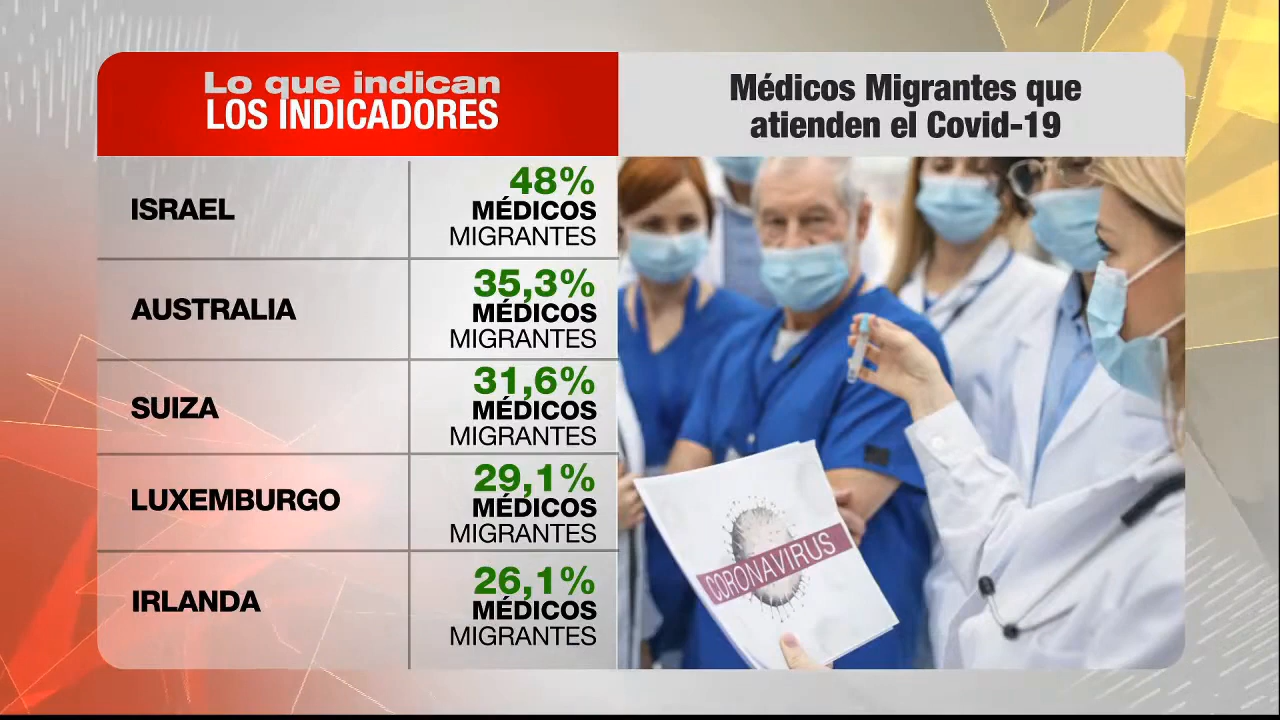 Lo que indican
LOS INDICADORES
Médicos Migrantes que
atienden el Covid-19
ISRAEL
48%
MÉDICOS
MIGRANTES
AUSTRALIA
35,3%
MÉDICOS
MIGRANTES
SUIZA
31,6%
MÉDICOS
MIGRANTES
LUXEMBURGO
29,1%
MÉDICOS
MIGRANTES
IRLANDA
26,1%
MÉDICOS
MIGRANTES
CORONAVIRUS